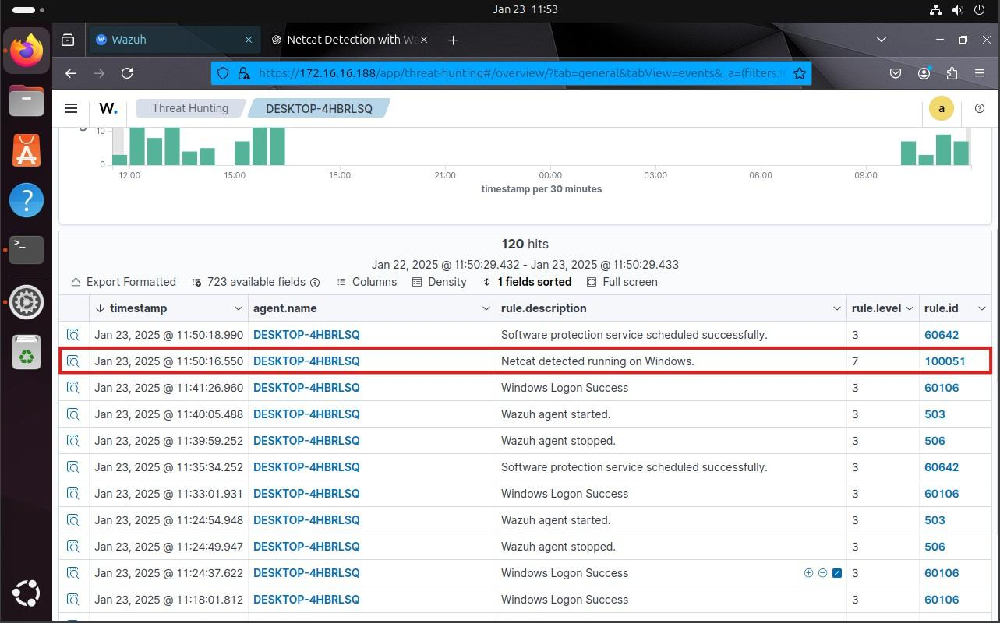 Jan 23 11:53
Wazuh
Netcat Detection with Wa
https://172.16.16.188/app/threat-hunting#/overview/?tab=general&tabView=events&_a=(filters:
W.
Threat Hunting
DESKTOP-4HBRLSQ
a
10
0
12:00 15:00 18:00 21:00 00:00 03:00 06:00 09:00
timestamp per 30 minutes
120 hits
Jan 22, 2025 @ 11:50:29.432 - Jan 23, 2025 @ 11:50:29.433
Export Formatted 723 available fields Columns Density 1 fields sorted Full screen
timestamp agent.name rule.description rule.level rule.id
Jan 23, 2025 @ 11:50:18.990 DESKTOP-4HBRLSQ Software protection service scheduled successfully. 3 60642
Jan 23, 2025 @ 11:50:16.550 DESKTOP-4HBRLSQ Netcat detected running on Windows. 7 100051
Jan 23, 2025 @ 11:41:26.960 DESKTOP-4HBRLSQ Windows Logon Success 3 60106
Jan 23, 2025 @ 11:40:05.488 DESKTOP-4HBRLSQ Wazuh agent started. 3 503
Jan 23, 2025 @ 11:39:59.252 DESKTOP-4HBRLSQ Wazuh agent stopped. 3 506
Jan 23, 2025 @ 11:35:34.252 DESKTOP-4HBRLSQ Software protection service scheduled successfully. 3 60642
Jan 23, 2025 @ 11:33:01.931 DESKTOP-4HBRLSQ Windows Logon Success 3 60106
Jan 23, 2025 @ 11:24:54.948 DESKTOP-4HBRLSQ Wazuh agent started. 3 503
Jan 23, 2025 @ 11:24:49.947 DESKTOP-4HBRLSQ Wazuh agent stopped. 3 506
Jan 23, 2025 @ 11:24:37.622 DESKTOP-4HBRLSQ Windows Logon Success 3 60106
Jan 23, 2025 @ 11:18:01.812 DESKTOP-4HBRLSQ Windows Logon Success 3 60106